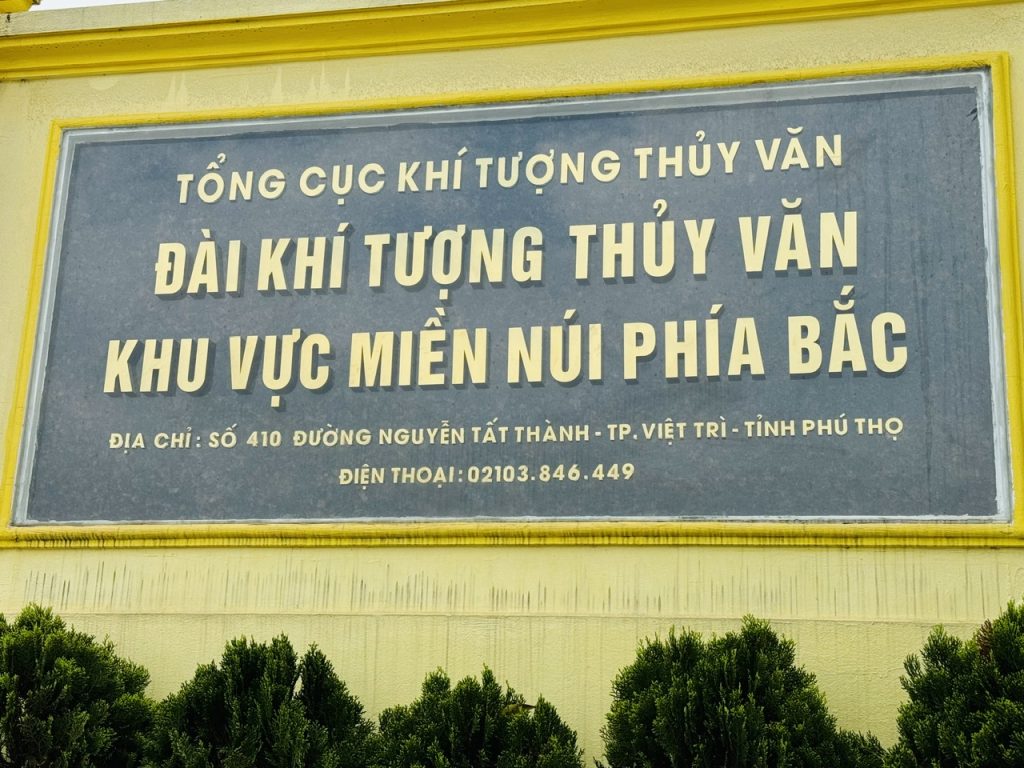 TỔNG CỤC KHÍ TƯỢNG THỦY VĂN
ĐÀI KHÍ TƯỢNG THỦY VĂN
KHU VỰC MIỀN NÚI PHÍA BẮC
ĐỊA CHỈ: SỐ 410 ĐƯỜNG NGUYỄN TẤT THÀNH - TP. VIỆT TRÌ - TỈNH PHÚ THỌ
ĐIỆN THOẠI: 02103.846.449